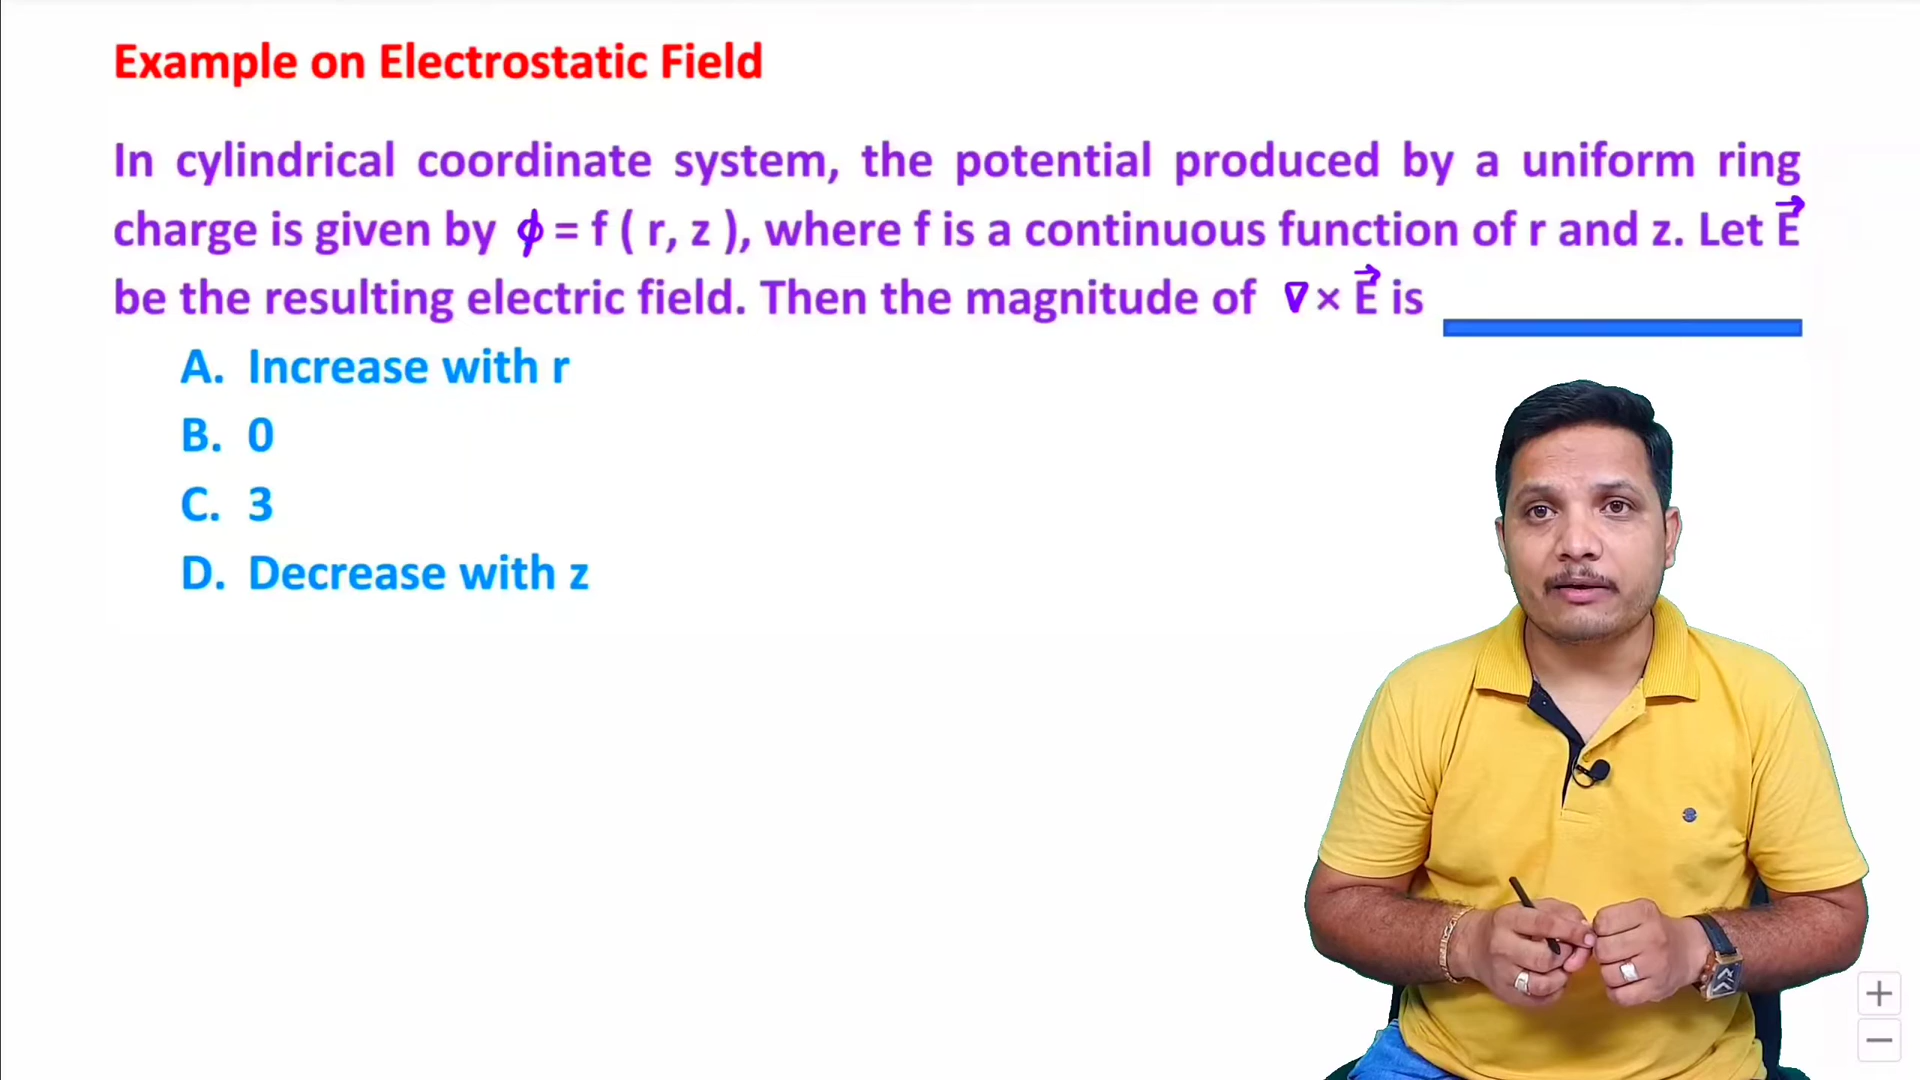 Example on Electrostatic Field
In cylindrical coordinate system, the potential produced by a uniform ring
charge is given by ϕ = f ( r, z ), where f is a continuous function of r and z. Let E⃗
be the resulting electric field. Then the magnitude of ∇ × E⃗ is
A. Increase with r
B. 0
C. 3
D. Decrease with z